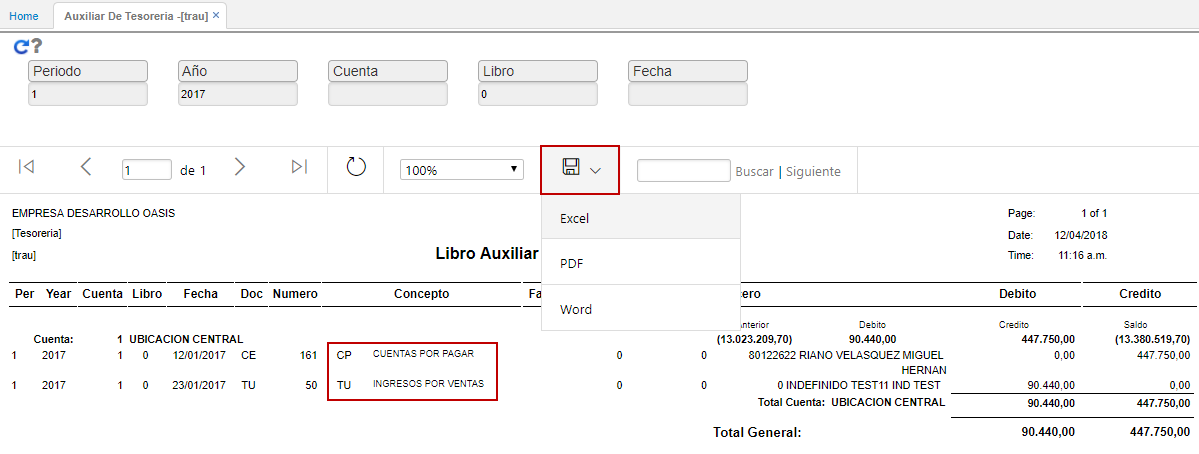 Home Auxiliar De Tesoreria -[trau] ×
?
Periodo Año Cuenta Libro Fecha
1 2017 0
1 de 1 100% Buscar | Siguiente
Excel
PDF
Word
EMPRESA DESARROLLO OASIS Page: 1 of 1
[Tesoreria] Date: 12/04/2018
[trau] Libro Auxiliar Time: 11:16 a.m.
Per Year Cuenta Libro Fecha Doc Numero Concepto Fa cero Debito Credito
nterior Debito Credito Saldo
Cuenta: 1 UBICACION CENTRAL (13.023.209,70) 90.440,00 447.750,00 (13.380.519,70)
1 2017 1 0 12/01/2017 CE 161 CP CUENTAS POR PAGAR 0 0 80122622 RIANO VELASQUEZ MIGUEL 0,00 447.750,00
HERNAN
1 2017 1 0 23/01/2017 TU 50 TU INGRESOS POR VENTAS 0 0 0 INDEFINIDO TEST11 IND TEST 90.440,00 0,00
Total Cuenta: UBICACION CENTRAL 90.440,00 447.750,00
Total General: 90.440,00 447.750,00